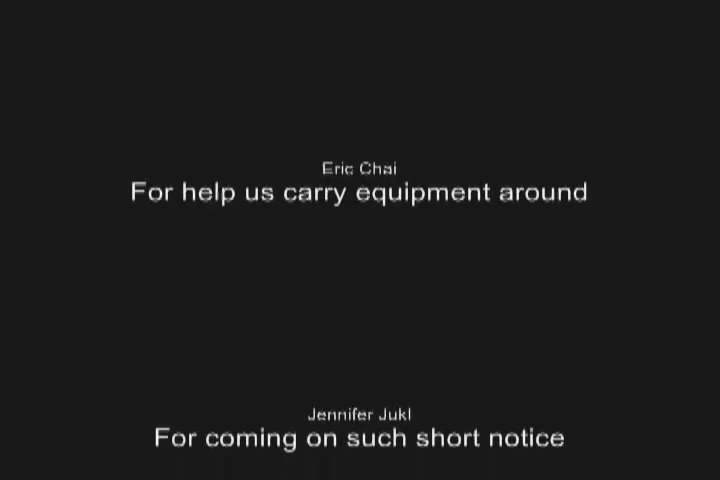 Eric Chai
For help us carry equipment around
Jennifer Jukl
For coming on such short notice